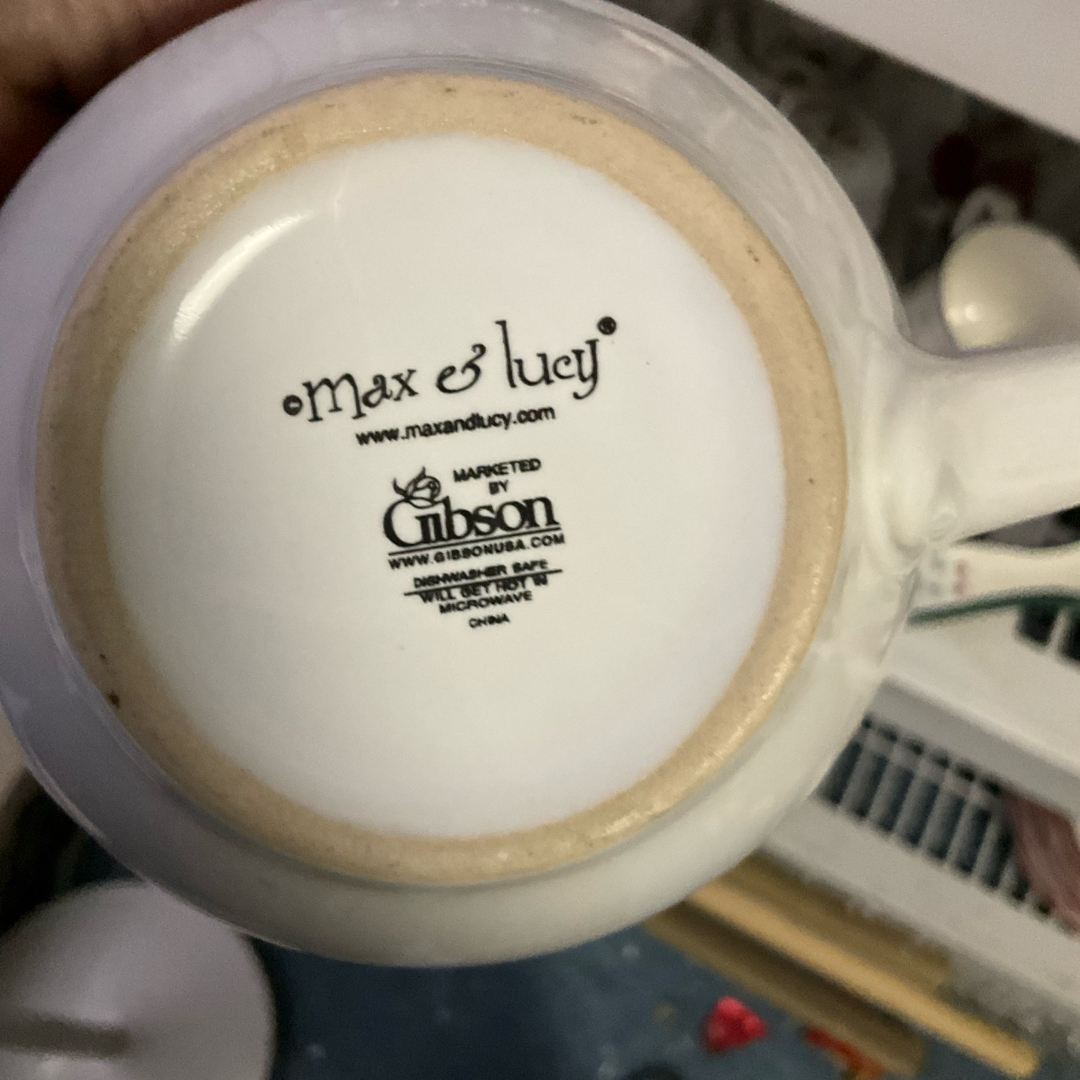 ©max & lucy®
www.maxandlucy.com
MARKETED
BY
Gibson
WWW.GIBSONUSA.COM
DISHWASHER SAFE
WILL GET HOT IN
MICROWAVE
CHINA